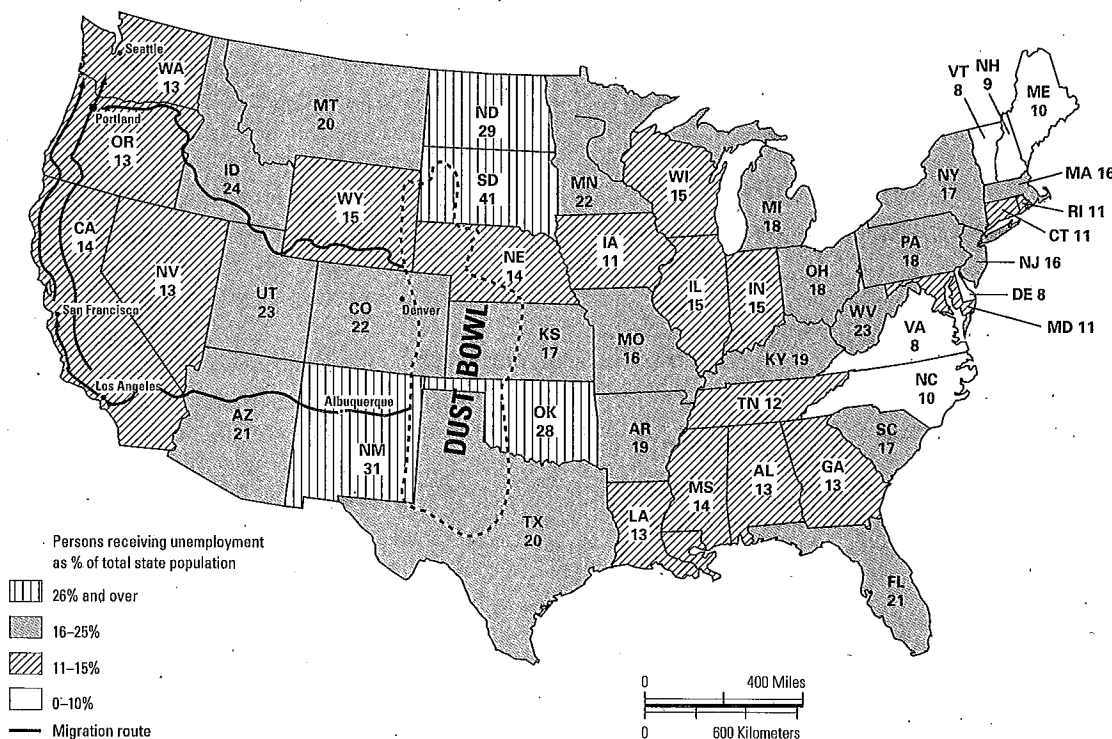 Seattle
WA
13
Portland
OR
13
MT
20
ID
24
WY
15
ND
29
SD
41
MN
22
WI
15
MI
18
VT
8
NH
9
ME
10
NY
17
MA 16
RI 11
CT 11
NJ 16
DE 8
MD 11
PA
18
CA
14
NV
13
UT
23
CO
22
Denver
NE
14
IA
11
IL
15
IN
15
OH
18
WV
23
VA
8
San Francisco
DUST BOWL
KS
17
MO
16
KY 19
NC
10
Los Angeles
AZ
21
Albuquerque
NM
31
OK
28
AR
19
TN 12
SC
17
MS
14
AL
13
GA
13
LA
13
TX
20
FL
21
Persons receiving unemployment
as % of total state population
26% and over
16–25%
11–15%
0–10%
Migration route
0 400 Miles
0 600 Kilometers